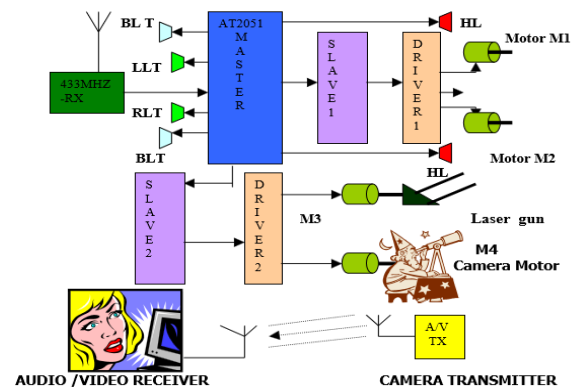 BL T
AT2051
MASTER
HL
Motor M1
LLT
SLAVE1
DRIVER1
433MHZ
-RX
RLT
BLT
HL
Motor M2
SLAVE2
DRIVER2
M3
Laser gun
M4
Camera Motor
A/V
TX
AUDIO /VIDEO RECEIVER
CAMERA TRANSMITTER